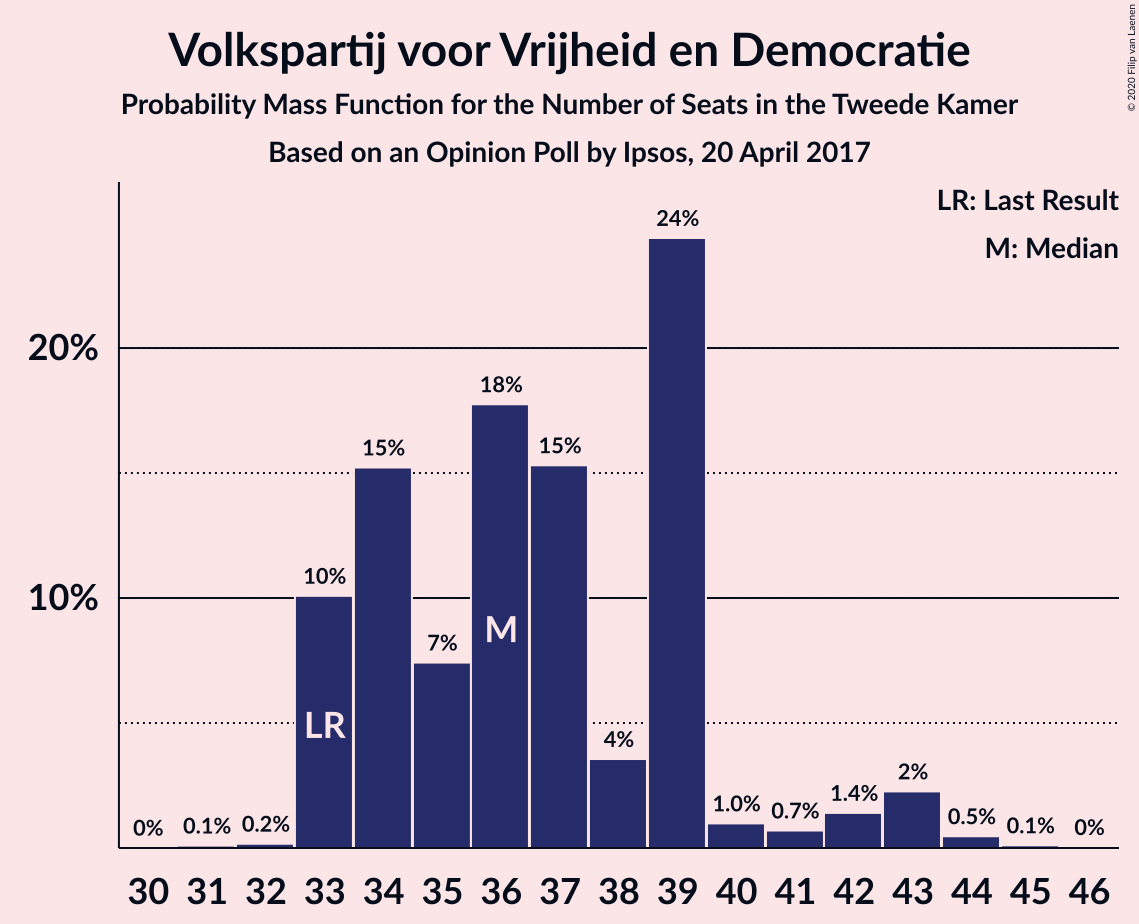 Volkspartij voor Vrijheid en Democratie
Probability Mass Function for the Number of Seats in the Tweede Kamer
Based on an Opinion Poll by Ipsos, 20 April 2017
© 2020 Filip van Laenen
LR: Last Result
M: Median
20%
10%
0%
0.1%
0.2%
10%
15%
7%
18%
15%
4%
24%
1.0%
0.7%
1.4%
2%
0.5%
0.1%
0%
LR
M
30 31 32 33 34 35 36 37 38 39 40 41 42 43 44 45 46